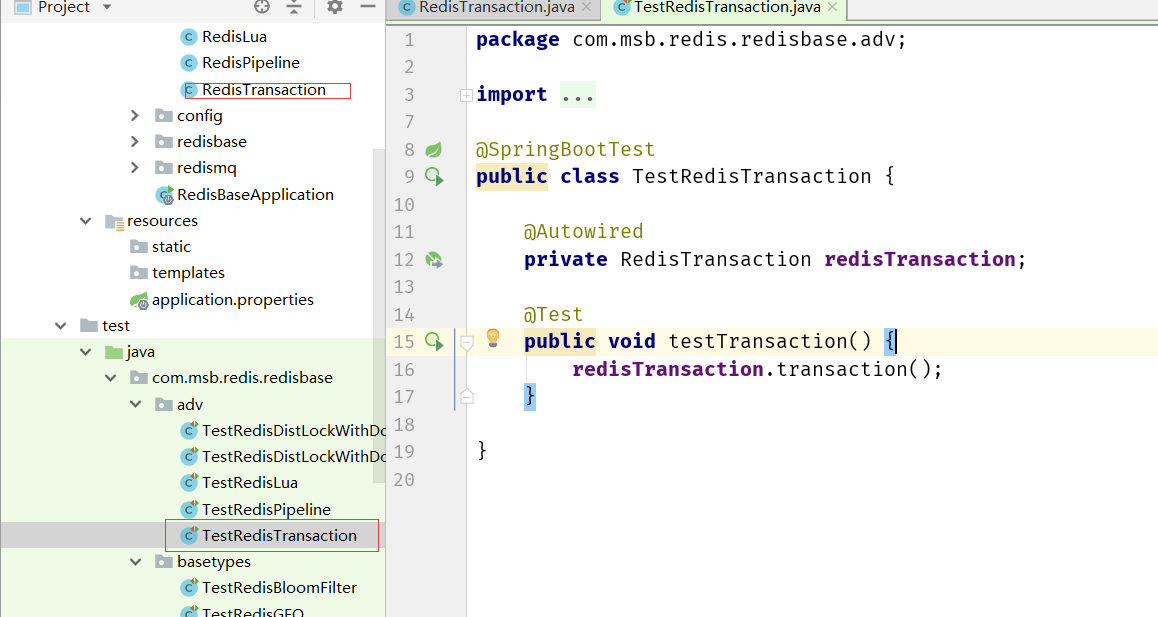 Project
RedisLua
RedisPipeline
RedisTransaction
config
redisbase
redismq
RedisBaseApplication
resources
static
templates
application.properties
test
java
com.msb.redis.redisbase
adv
TestRedisDistLockWithDo
TestRedisDistLockWithDo
TestRedisLua
TestRedisPipeline
TestRedisTransaction
basetypes
TestRedisBloomFilter
TestRedisGEO
RedisTransaction.java
TestRedisTransaction.java
1 package com.msb.redis.redisbase.adv;
2
3 import ...
7
8 @SpringBootTest
9 public class TestRedisTransaction {
10
11 @Autowired
12 private RedisTransaction redisTransaction;
13
14 @Test
15 public void testTransaction() {
16 redisTransaction.transaction();
17 }
18
19 }
20